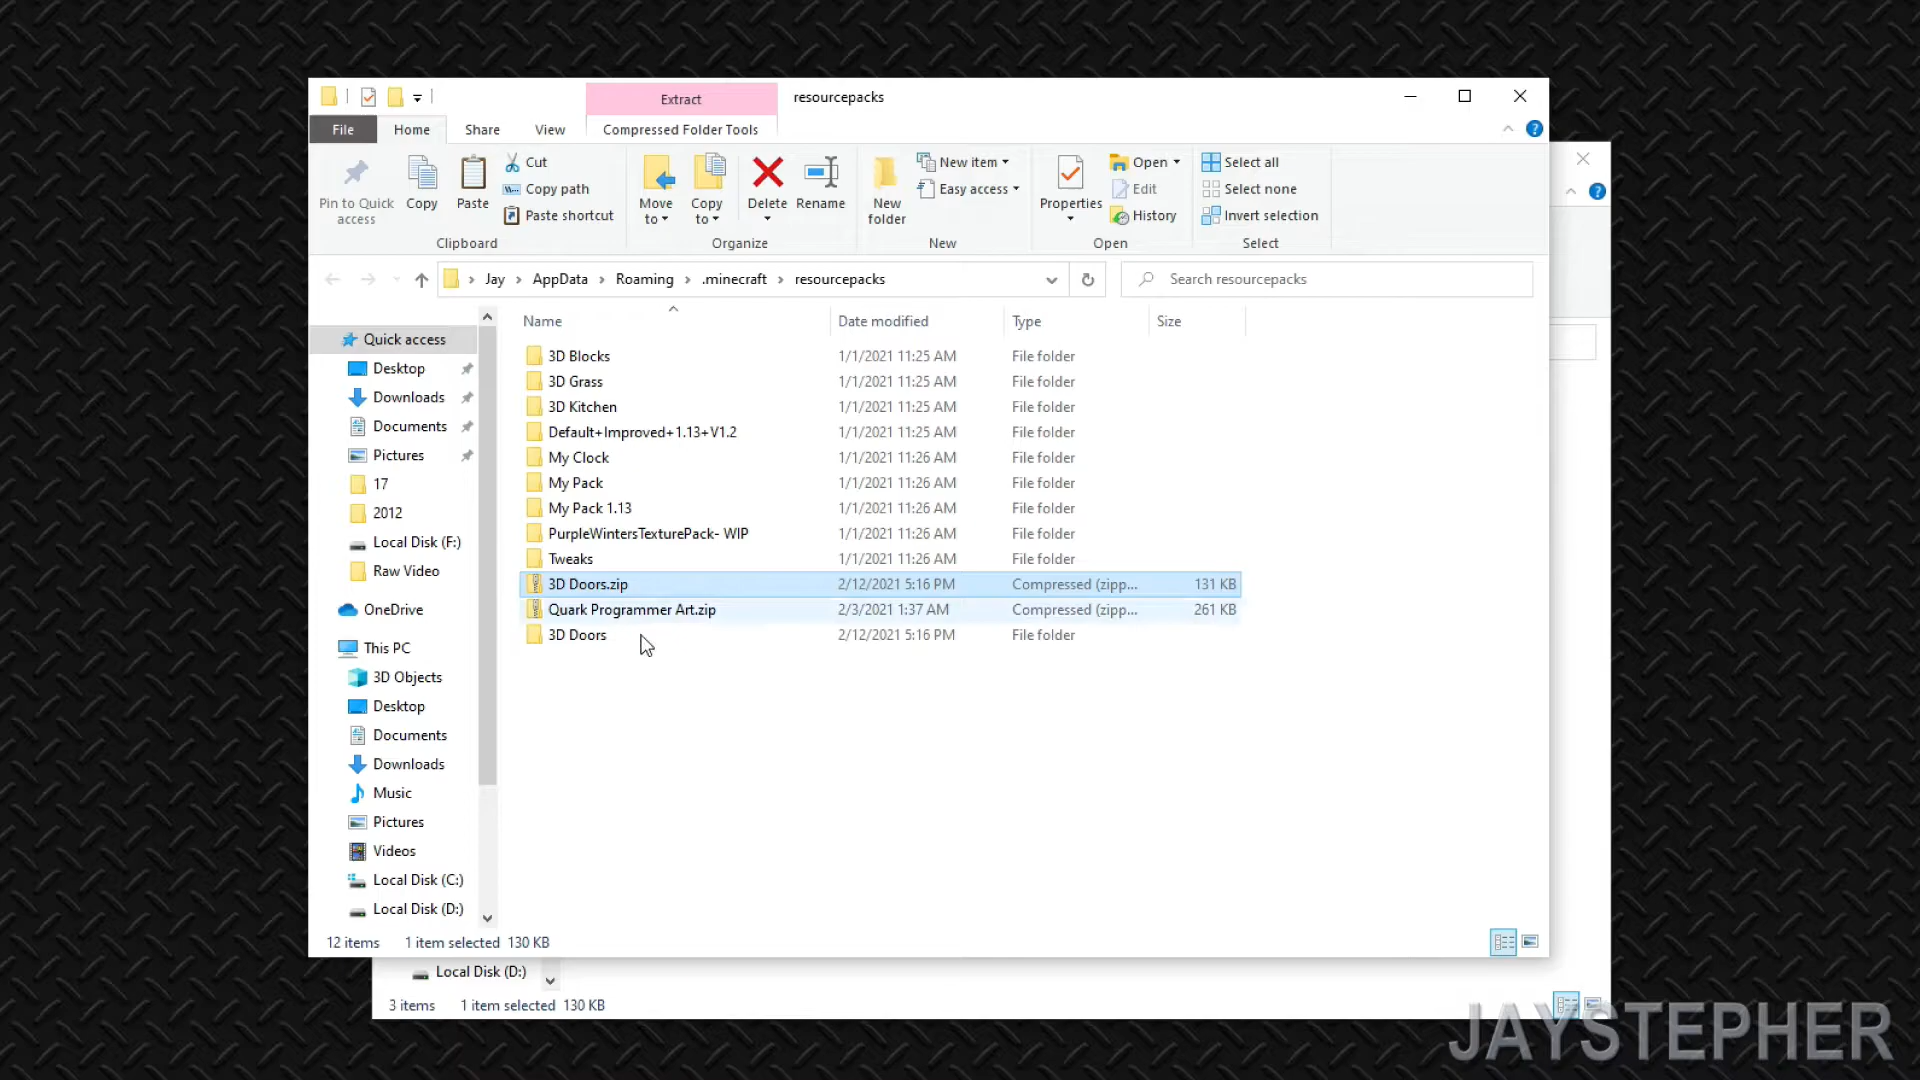 Extract
resourcepacks
File
Home
Share
View
Compressed Folder Tools
Pin to Quick access
Copy
Paste
Cut
Copy path
Paste shortcut
Clipboard
Move to
Copy to
Delete
Rename
Organize
New folder
New item
Easy access
New
Properties
Open
Edit
History
Open
Select all
Select none
Invert selection
Select
Jay
AppData
Roaming
.minecraft
resourcepacks
Search resourcepacks
Name Date modified Type Size
3D Blocks 1/1/2021 11:25 AM File folder
3D Grass 1/1/2021 11:25 AM File folder
3D Kitchen 1/1/2021 11:25 AM File folder
Default+Improved+1.13+V1.2 1/1/2021 11:25 AM File folder
My Clock 1/1/2021 11:26 AM File folder
My Pack 1/1/2021 11:26 AM File folder
My Pack 1.13 1/1/2021 11:26 AM File folder
PurpleWintersTexturePack- WIP 1/1/2021 11:26 AM File folder
Tweaks 1/1/2021 11:26 AM File folder
3D Doors.zip 2/12/2021 5:16 PM Compressed (zipp... 131 KB
Quark Programmer Art.zip 2/3/2021 1:37 AM Compressed (zipp... 261 KB
3D Doors 2/12/2021 5:16 PM File folder
Quick access
Desktop
Downloads
Documents
Pictures
17
2012
Local Disk (F:)
Raw Video
OneDrive
This PC
3D Objects
Desktop
Documents
Downloads
Music
Pictures
Videos
Local Disk (C:)
Local Disk (D:)
12 items 1 item selected 130 KB
Local Disk (D:)
3 items 1 item selected 130 KB
JAYSTEPHER